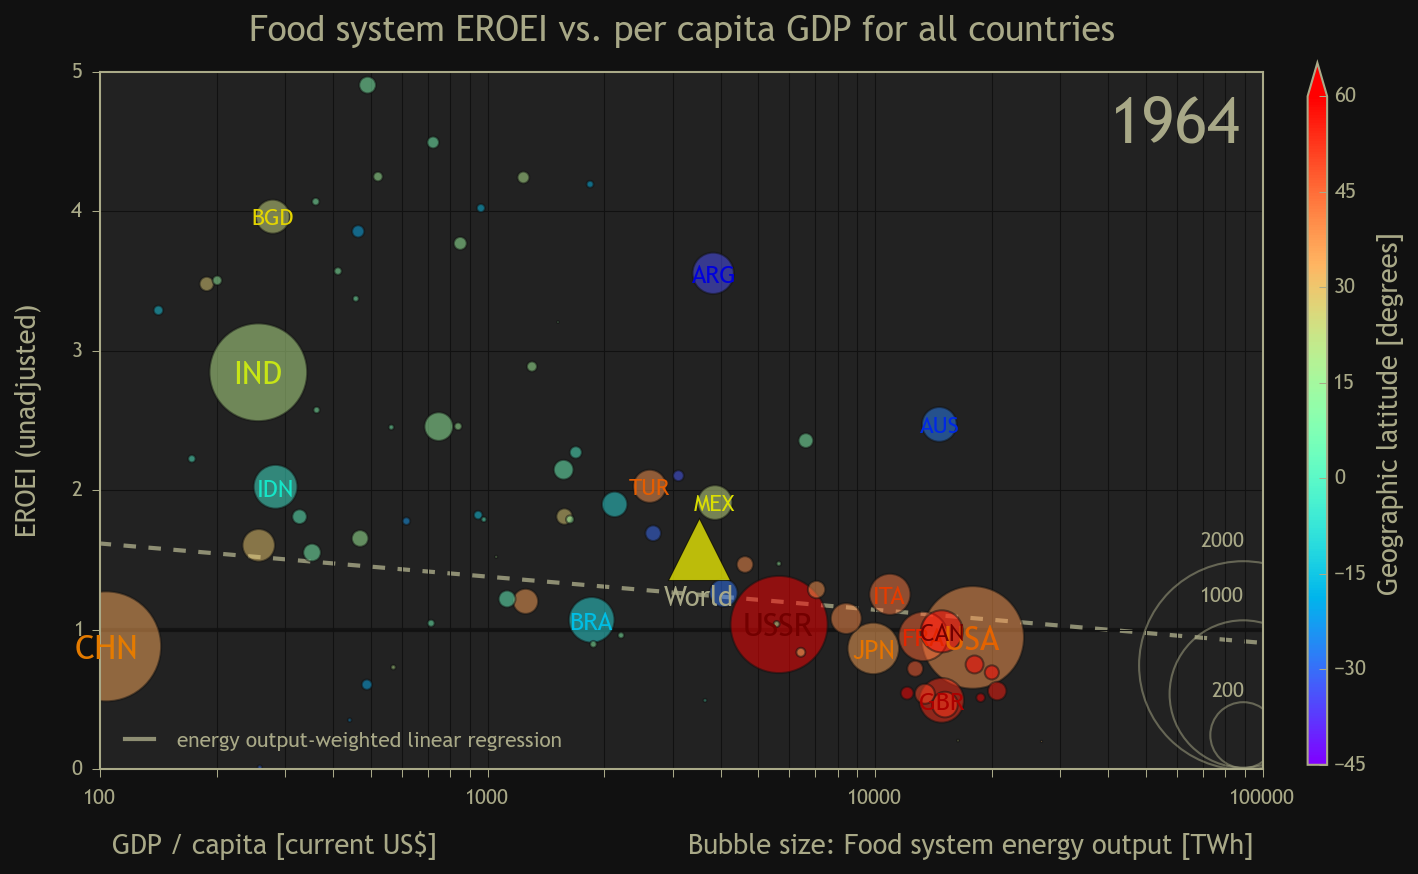 Food system EROEI vs. per capita GDP for all countries
1964
5
4
3
2
1
0
EROEI (unadjusted)
BGD
ARG
IND
AUS
IDN
TUR
MEX
World
BRA
USSR
ITA
CHN
JPN
FR
CAN
USA
GBR
2000
1000
200
energy output-weighted linear regression
100
1000
10000
100000
GDP / capita [current US$]
Bubble size: Food system energy output [TWh]
60
45
30
15
0
−15
−30
−45
Geographic latitude [degrees]